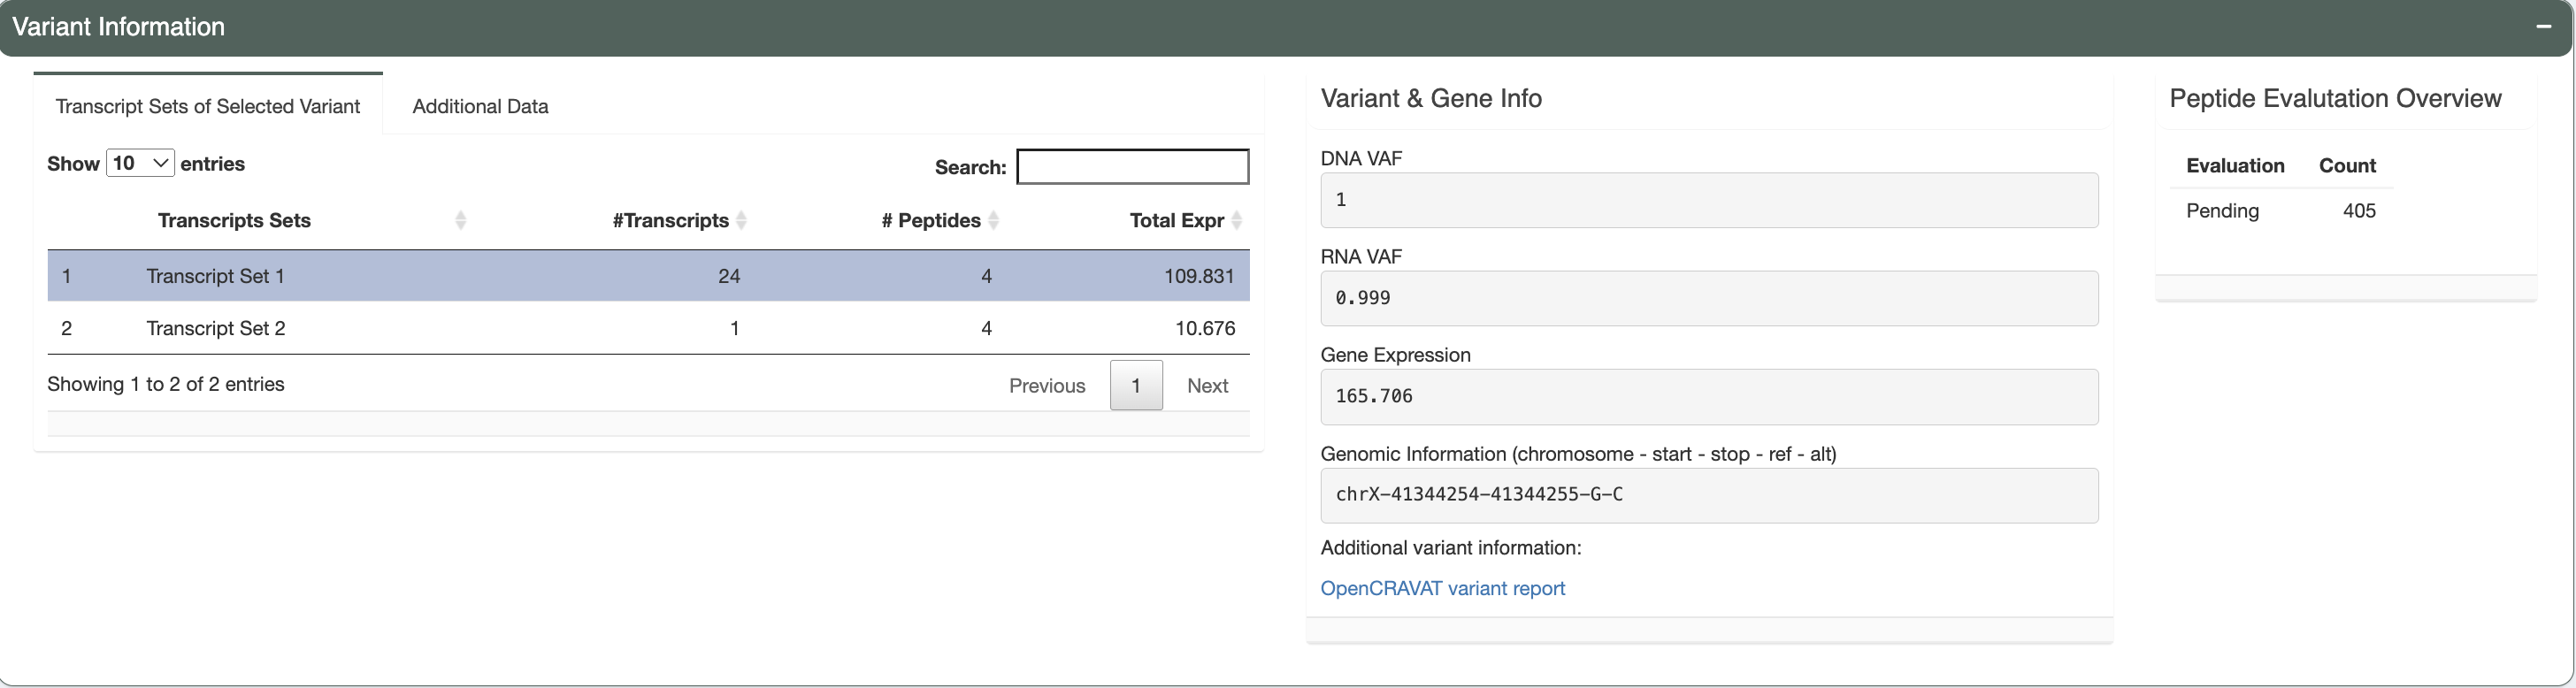 Variant Information
Transcript Sets of Selected Variant
Additional Data
Show 10 entries
Search:
Transcripts Sets #Transcripts # Peptides Total Expr
1 Transcript Set 1 24 4 109.831
2 Transcript Set 2 1 4 10.676
Showing 1 to 2 of 2 entries
Previous 1 Next
Variant & Gene Info
DNA VAF
1
RNA VAF
0.999
Gene Expression
165.706
Genomic Information (chromosome - start - stop - ref - alt)
chrX-41344254-41344255-G-C
Additional variant information:
OpenCRAVAT variant report
Peptide Evalutation Overview
Evaluation Count
Pending 405